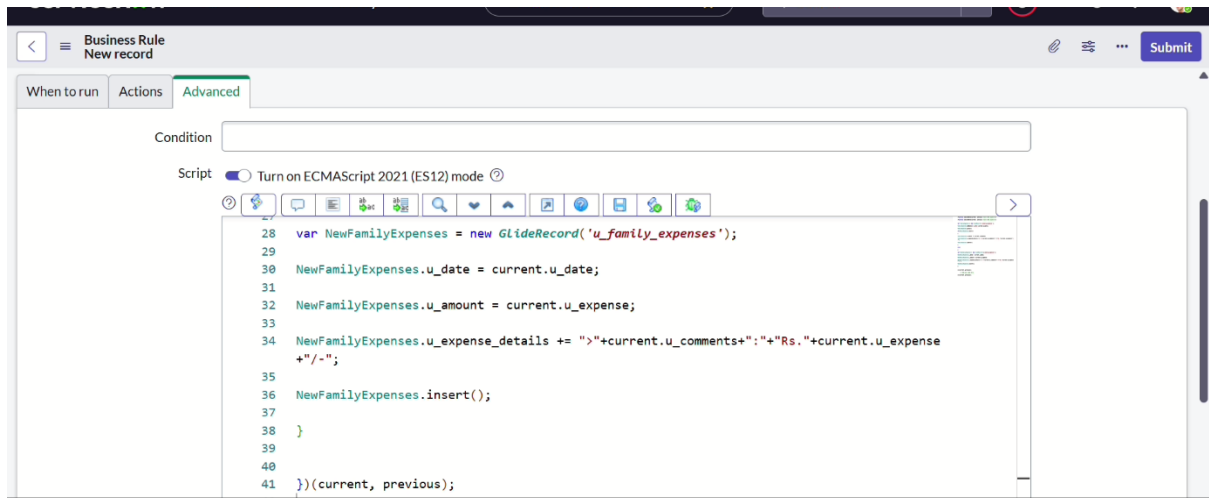 Business Rule
New record
Submit
When to run
Actions
Advanced
Condition
Script
Turn on ECMAScript 2021 (ES12) mode
28 var NewFamilyExpenses = new GlideRecord('u_family_expenses');
29
30 NewFamilyExpenses.u_date = current.u_date;
31
32 NewFamilyExpenses.u_amount = current.u_expense;
33
34 NewFamilyExpenses.u_expense_details += ">"+current.u_comments+":"+"Rs."+current.u_expense
+"/-";
35
36 NewFamilyExpenses.insert();
37
38 }
39
40
41 })(current, previous);